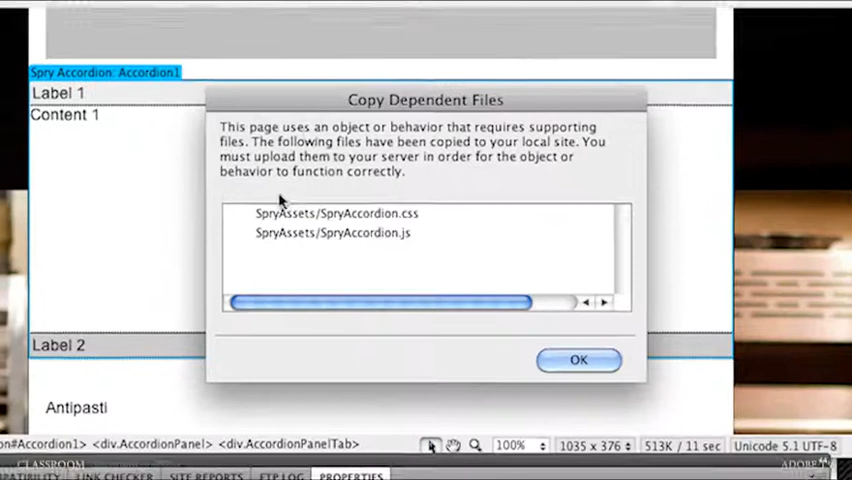 Spry Accordion: Accordion1
Label 1
Content 1
Copy Dependent Files
This page uses an object or behavior that requires supporting
files. The following files have been copied to your local site. You
must upload them to your server in order for the object or
behavior to function correctly.
SpryAssets/SpryAccordion.css
SpryAssets/SpryAccordion.js
OK
Label 2
Antipasti
on#Accordion1> <div.AccordionPanel> <div.AccordionPanelTab> 100% 1035 x 376 513K / 11 sec Unicode 5.1 UTF-8
CLASSROOM ADOBE TV
LINK CHECKER SITE REPORTS FTP LOG PROPERTIES